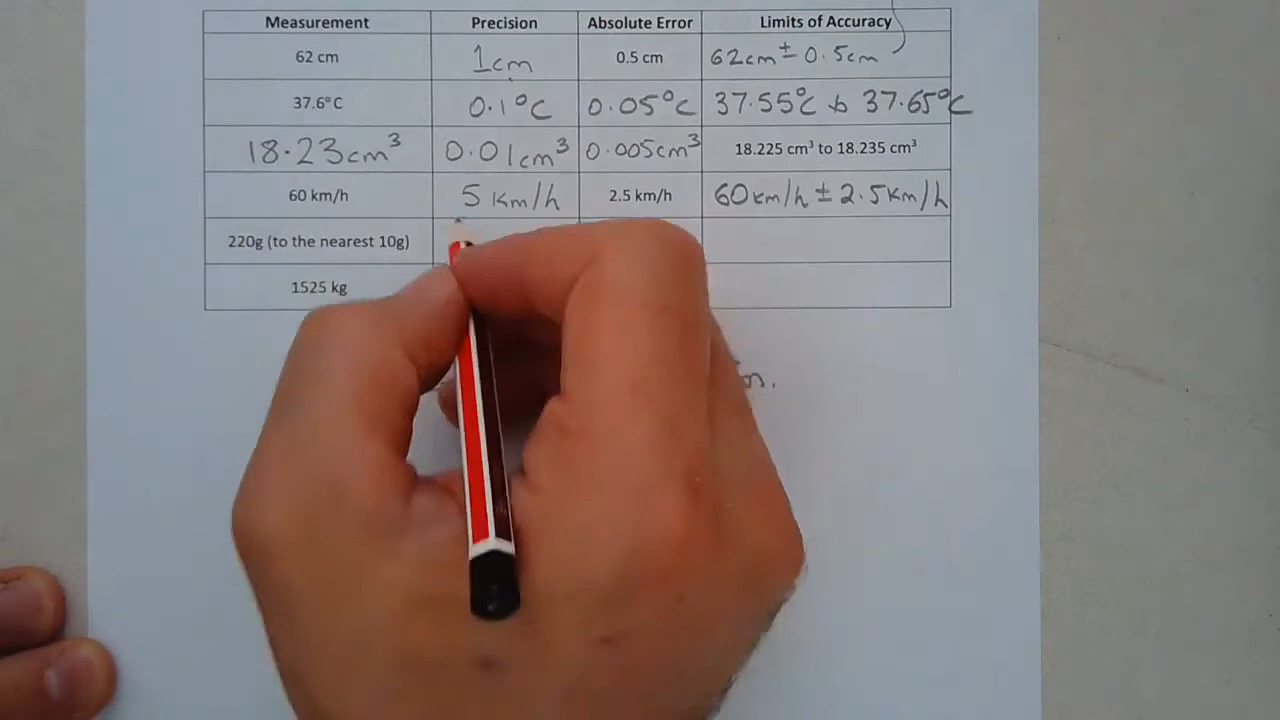 Measurement Precision Absolute Error Limits of Accuracy
62 cm 1cm 0.5 cm 62cm ± 0.5cm
37.6°C 0.1°C 0.05°C 37.55°C to 37.65°C
18.23cm³ 0.01cm³ 0.005cm³ 18.225 cm³ to 18.235 cm³
60 km/h 5 km/h 2.5 km/h 60km/h ± 2.5km/h
220g (to the nearest 10g)
1525 kg